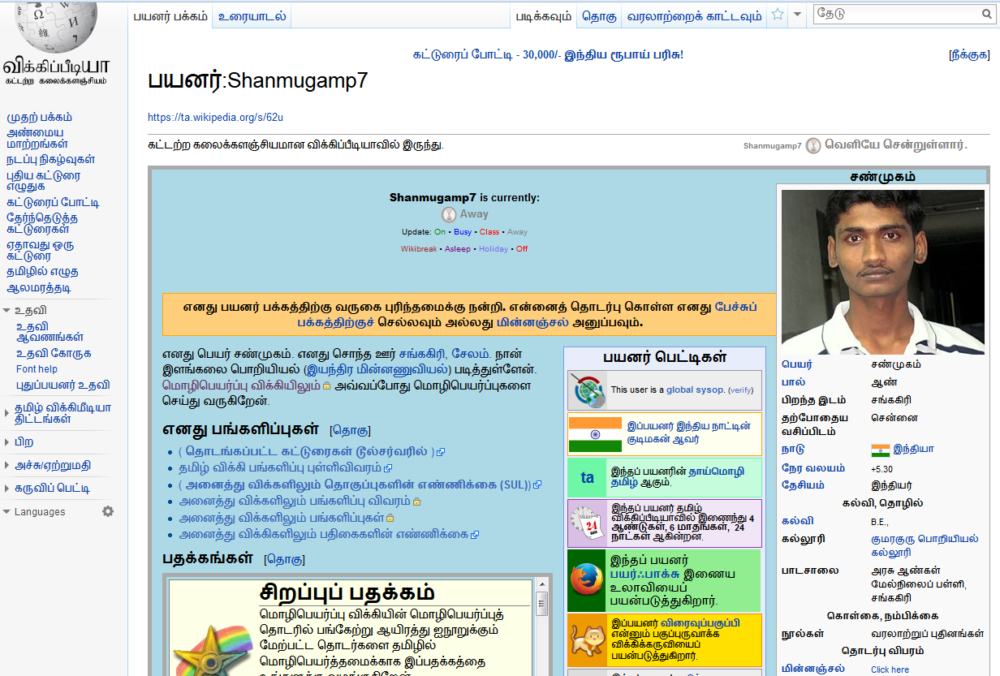 விக்கிப்பீடியா
கட்டற்ற கலைக்களஞ்சியம்
பயனர் பக்கம்
உரையாடல்
படிக்கவும்
தொகு
வரலாற்றைக் காட்டவும்
தேடு
கட்டுரைப் போட்டி - 30,000/- இந்திய ரூபாய் பரிசு!
[நீக்குக]
பயனர்:Shanmugamp7
https://ta.wikipedia.org/s/62u
கட்டற்ற கலைக்களஞ்சியமான விக்கிப்பீடியாவில் இருந்து.
Shanmugamp7 வெளியே சென்றுள்ளார்.
முதற் பக்கம்
அண்மைய
மாற்றங்கள்
நடப்பு நிகழ்வுகள்
புதிய கட்டுரை
எழுதுக
கட்டுரைப் போட்டி
தேர்ந்தெடுத்த
கட்டுரைகள்
ஏதாவது ஒரு
கட்டுரை
தமிழில் எழுத
ஆலமரத்தடி
உதவி
உதவி
ஆவணங்கள்
உதவி கோருக
Font help
புதுப்பயனர் உதவி
தமிழ் விக்கிமீடியா
திட்டங்கள்
பிற
அச்சு/ஏற்றுமதி
கருவிப் பெட்டி
Languages
Shanmugamp7 is currently:
Away
Update: On • Busy • Class • Away
Wikibreak • Asleep • Holiday • Off
எனது பயனர் பக்கத்திற்கு வருகை புரிந்தமைக்கு நன்றி. என்னைத் தொடர்பு கொள்ள எனது பேச்சுப்
பக்கத்திற்குச் செல்லவும் அல்லது மின்னஞ்சல் அனுப்பவும்.
எனது பெயர் சண்முகம். எனது சொந்த ஊர் சங்ககிரி, சேலம். நான்
இளங்கலை பொறியியல் (இயந்திர மின்னணுவியல்) படித்துள்ளேன்.
மொழிபெயர்ப்பு விக்கியிலும் அவ்வப்போது மொழிபெயர்ப்புகளை
செய்து வருகிறேன்.
எனது பங்களிப்புகள் [தொகு]
• ( தொடங்கப்பட்ட கட்டுரைகள் டூல்சர்வரில் )
• தமிழ் விக்கி பங்களிப்பு புள்ளிவிவரம்
• ( அனைத்து விக்களிலும் தொகுப்புகளின் எண்ணிக்கை (SUL))
• அனைத்து விக்களிலும் பங்களிப்பு விவரம்
• அனைத்து விக்களிலும் பங்களிப்புகள்
• அனைத்து விக்கிகளிலும் பதிகைகளின் எண்ணிக்கை
பதக்கங்கள் [தொகு]
சிறப்புப் பதக்கம்
மொழிபெயர்ப்பு விக்கியின் மொழிபெயர்ப்புத்
தொடரில் பங்கேற்று ஆயிரத்து ஐநூறுக்கும்
மேற்பட்ட தொடர்களை தமிழில்
மொழிபெயர்த்தமைக்காக இப்பதக்கத்தை
பயனர் பெட்டிகள்
This user is a global sysop. (verify)
இப்பயனர் இந்திய நாட்டின்
குடிமகன் ஆவர்
ta
இந்தப் பயனரின் தாய்மொழி
தமிழ் ஆகும்.
24
இந்தப் பயனர் தமிழ்
விக்கிப்பீடியாவில் இணைந்து 4
ஆண்டுகள், 6 மாதங்கள், 24
நாட்கள் ஆகின்றன.
இந்தப் பயனர்
பயர்ஃபாக்சு இணைய
உலாவியைப்
பயன்படுத்துகிறார்.
இப்பயனர் விரைவுப்பகுப்பி
என்னும் பகுப்புருவாக்க
விக்கிக்கருவியைப்
பயன்படுத்துகிறார்.
சண்முகம்
பெயர் சண்முகம்
பால் ஆண்
பிறந்த இடம் சங்ககிரி
தற்போதைய சென்னை
வசிப்பிடம்
நாடு இந்தியா
நேர வலயம் +5.30
தேசியம் இந்தியர்
கல்வி, தொழில்
கல்வி B.E.,
கல்லூரி குமரகுரு பொறியியல்
கல்லூரி
பாடசாலை அரசு ஆண்கள்
மேல்நிலைப் பள்ளி,
சங்ககிரி
கொள்கை, நம்பிக்கை
நூல்கள் வரலாற்றுப் புதினங்கள்
தொடர்பு விபரம்
மின்னஞ்சல் Click here